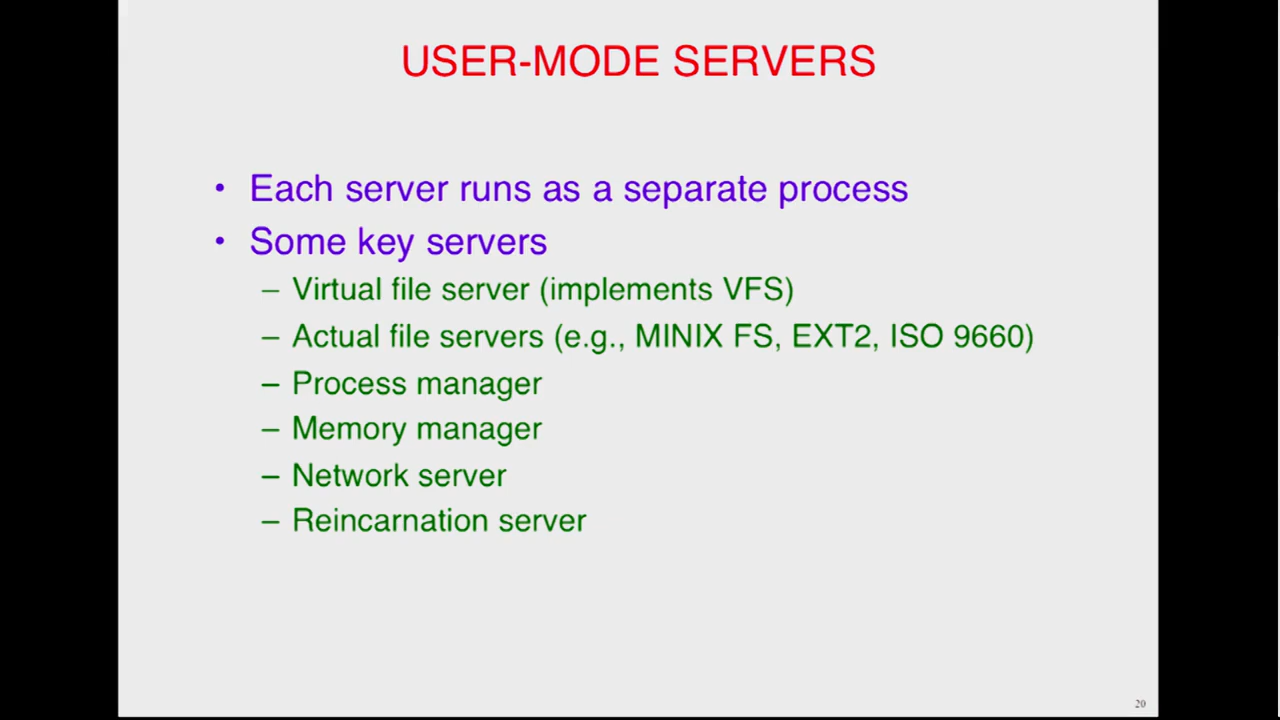 USER-MODE SERVERS
• Each server runs as a separate process
• Some key servers
– Virtual file server (implements VFS)
– Actual file servers (e.g., MINIX FS, EXT2, ISO 9660)
– Process manager
– Memory manager
– Network server
– Reincarnation server
20